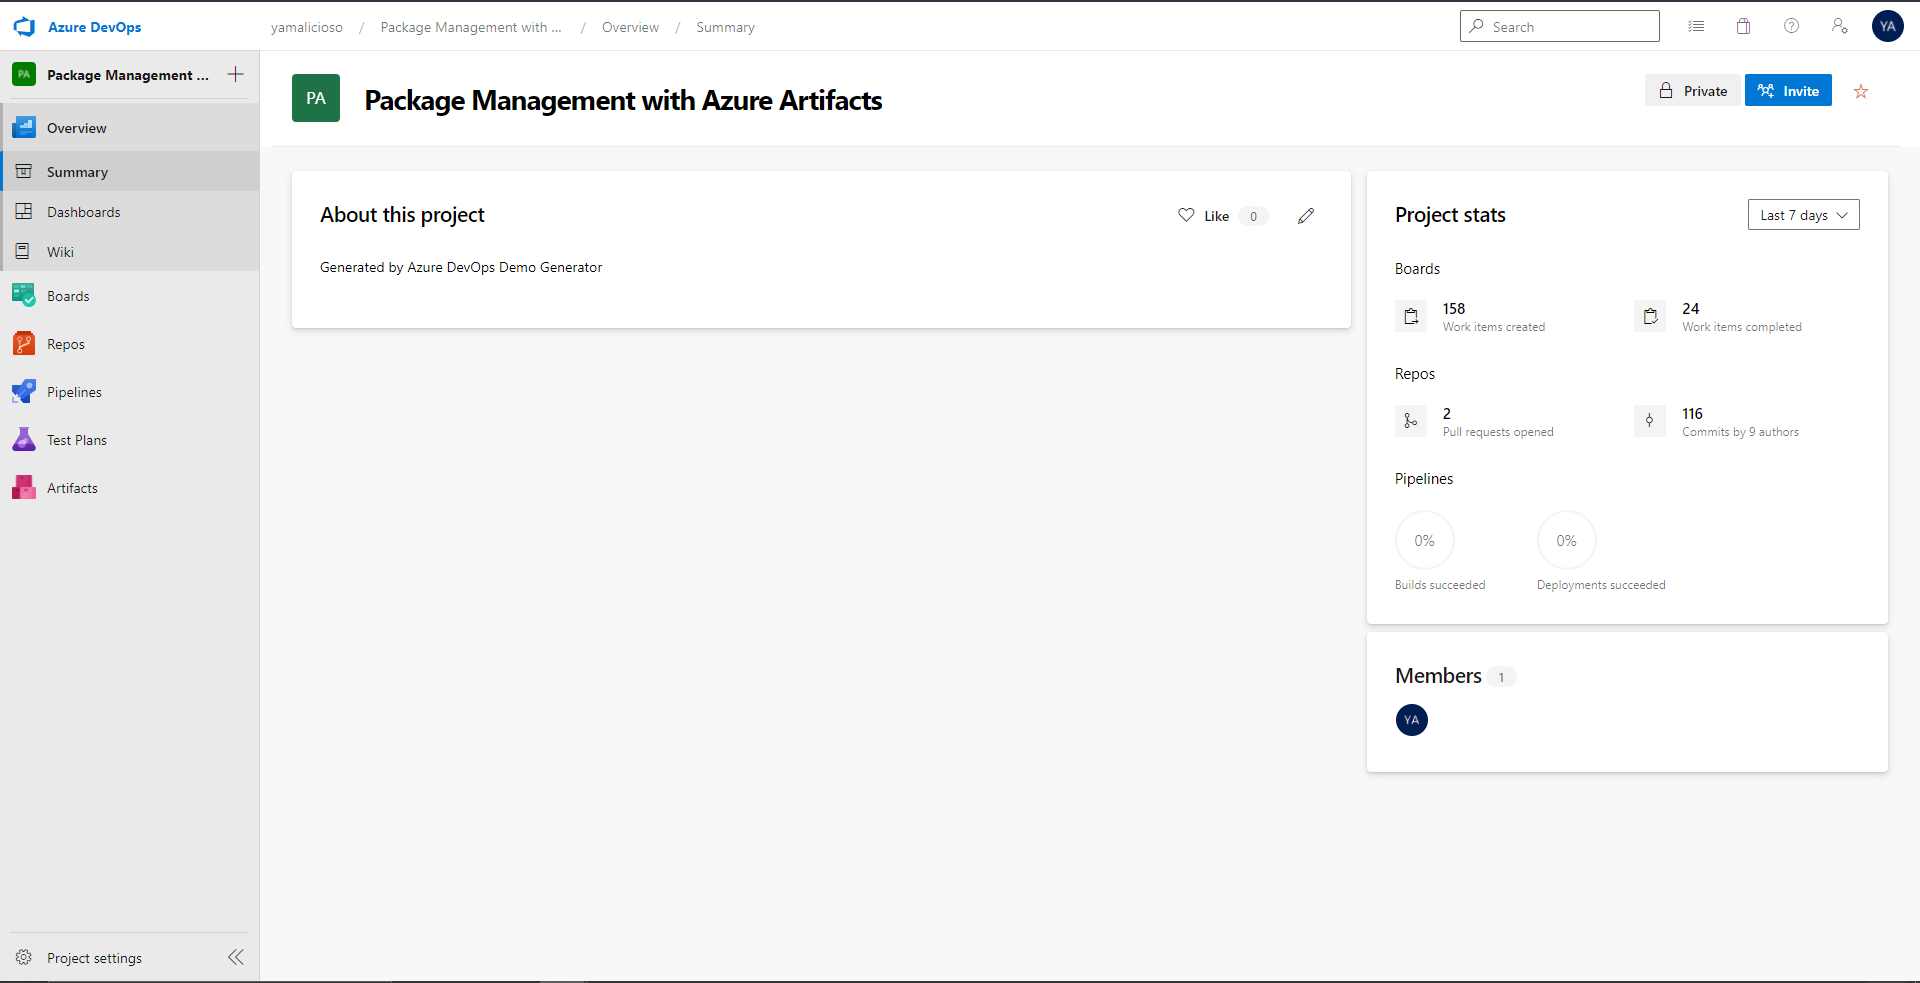 Azure DevOps
yamalicioso / Package Management with ... / Overview / Summary
Search
YA
PA
Package Management ...
Overview
Summary
Dashboards
Wiki
Boards
Repos
Pipelines
Test Plans
Artifacts
Project settings
PA
Package Management with Azure Artifacts
Private
Invite
About this project
Like 0
Generated by Azure DevOps Demo Generator
Project stats
Last 7 days
Boards
158
Work items created
24
Work items completed
Repos
2
Pull requests opened
116
Commits by 9 authors
Pipelines
0%
Builds succeeded
0%
Deployments succeeded
Members 1
YA